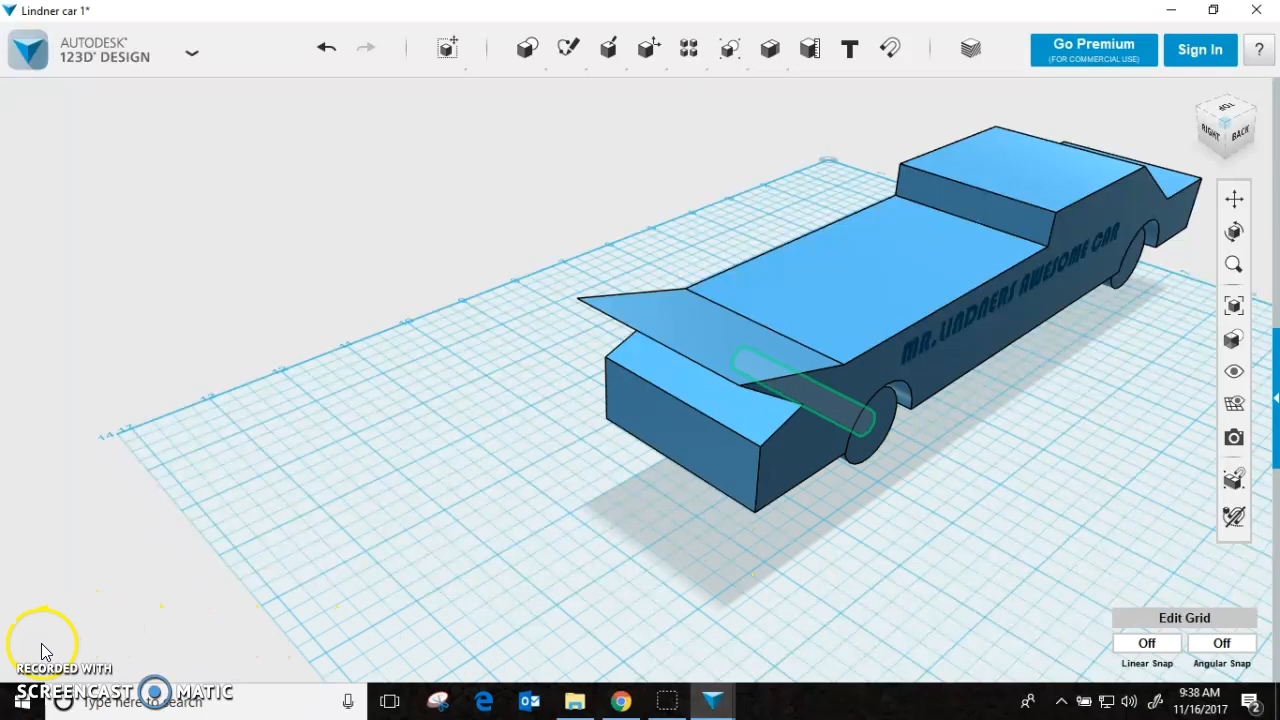 Lindner car 1*
AUTODESK®
123D® DESIGN
Go Premium
(FOR COMMERCIAL USE)
Sign In
?
TOP
RIGHT
BACK
MR. LINDNERS AWESOME CAR
Edit Grid
Off
Off
Linear Snap
Angular Snap
RECORDED WITH
SCREENCAST MATIC
Type here to search
9:38 AM
11/16/2017
2